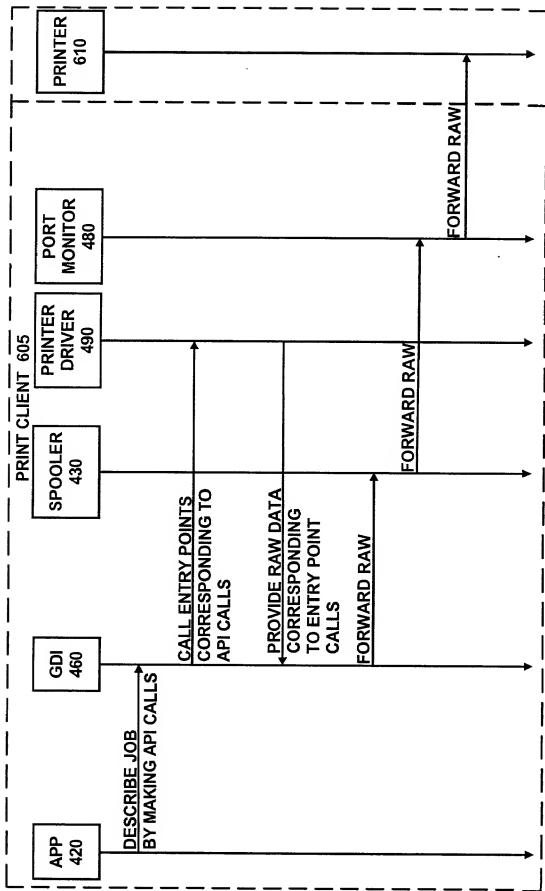 PRINT CLIENT 605
APP
420
GDI
460
SPOOLER
430
PRINTER
DRIVER
490
PORT
MONITOR
480
PRINTER
610
DESCRIBE JOB
BY MAKING API CALLS
CALL ENTRY POINTS
CORRESPONDING TO
API CALLS
PROVIDE RAW DATA
CORRESPONDING
TO ENTRY POINT
CALLS
FORWARD RAW
FORWARD RAW
FORWARD RAW